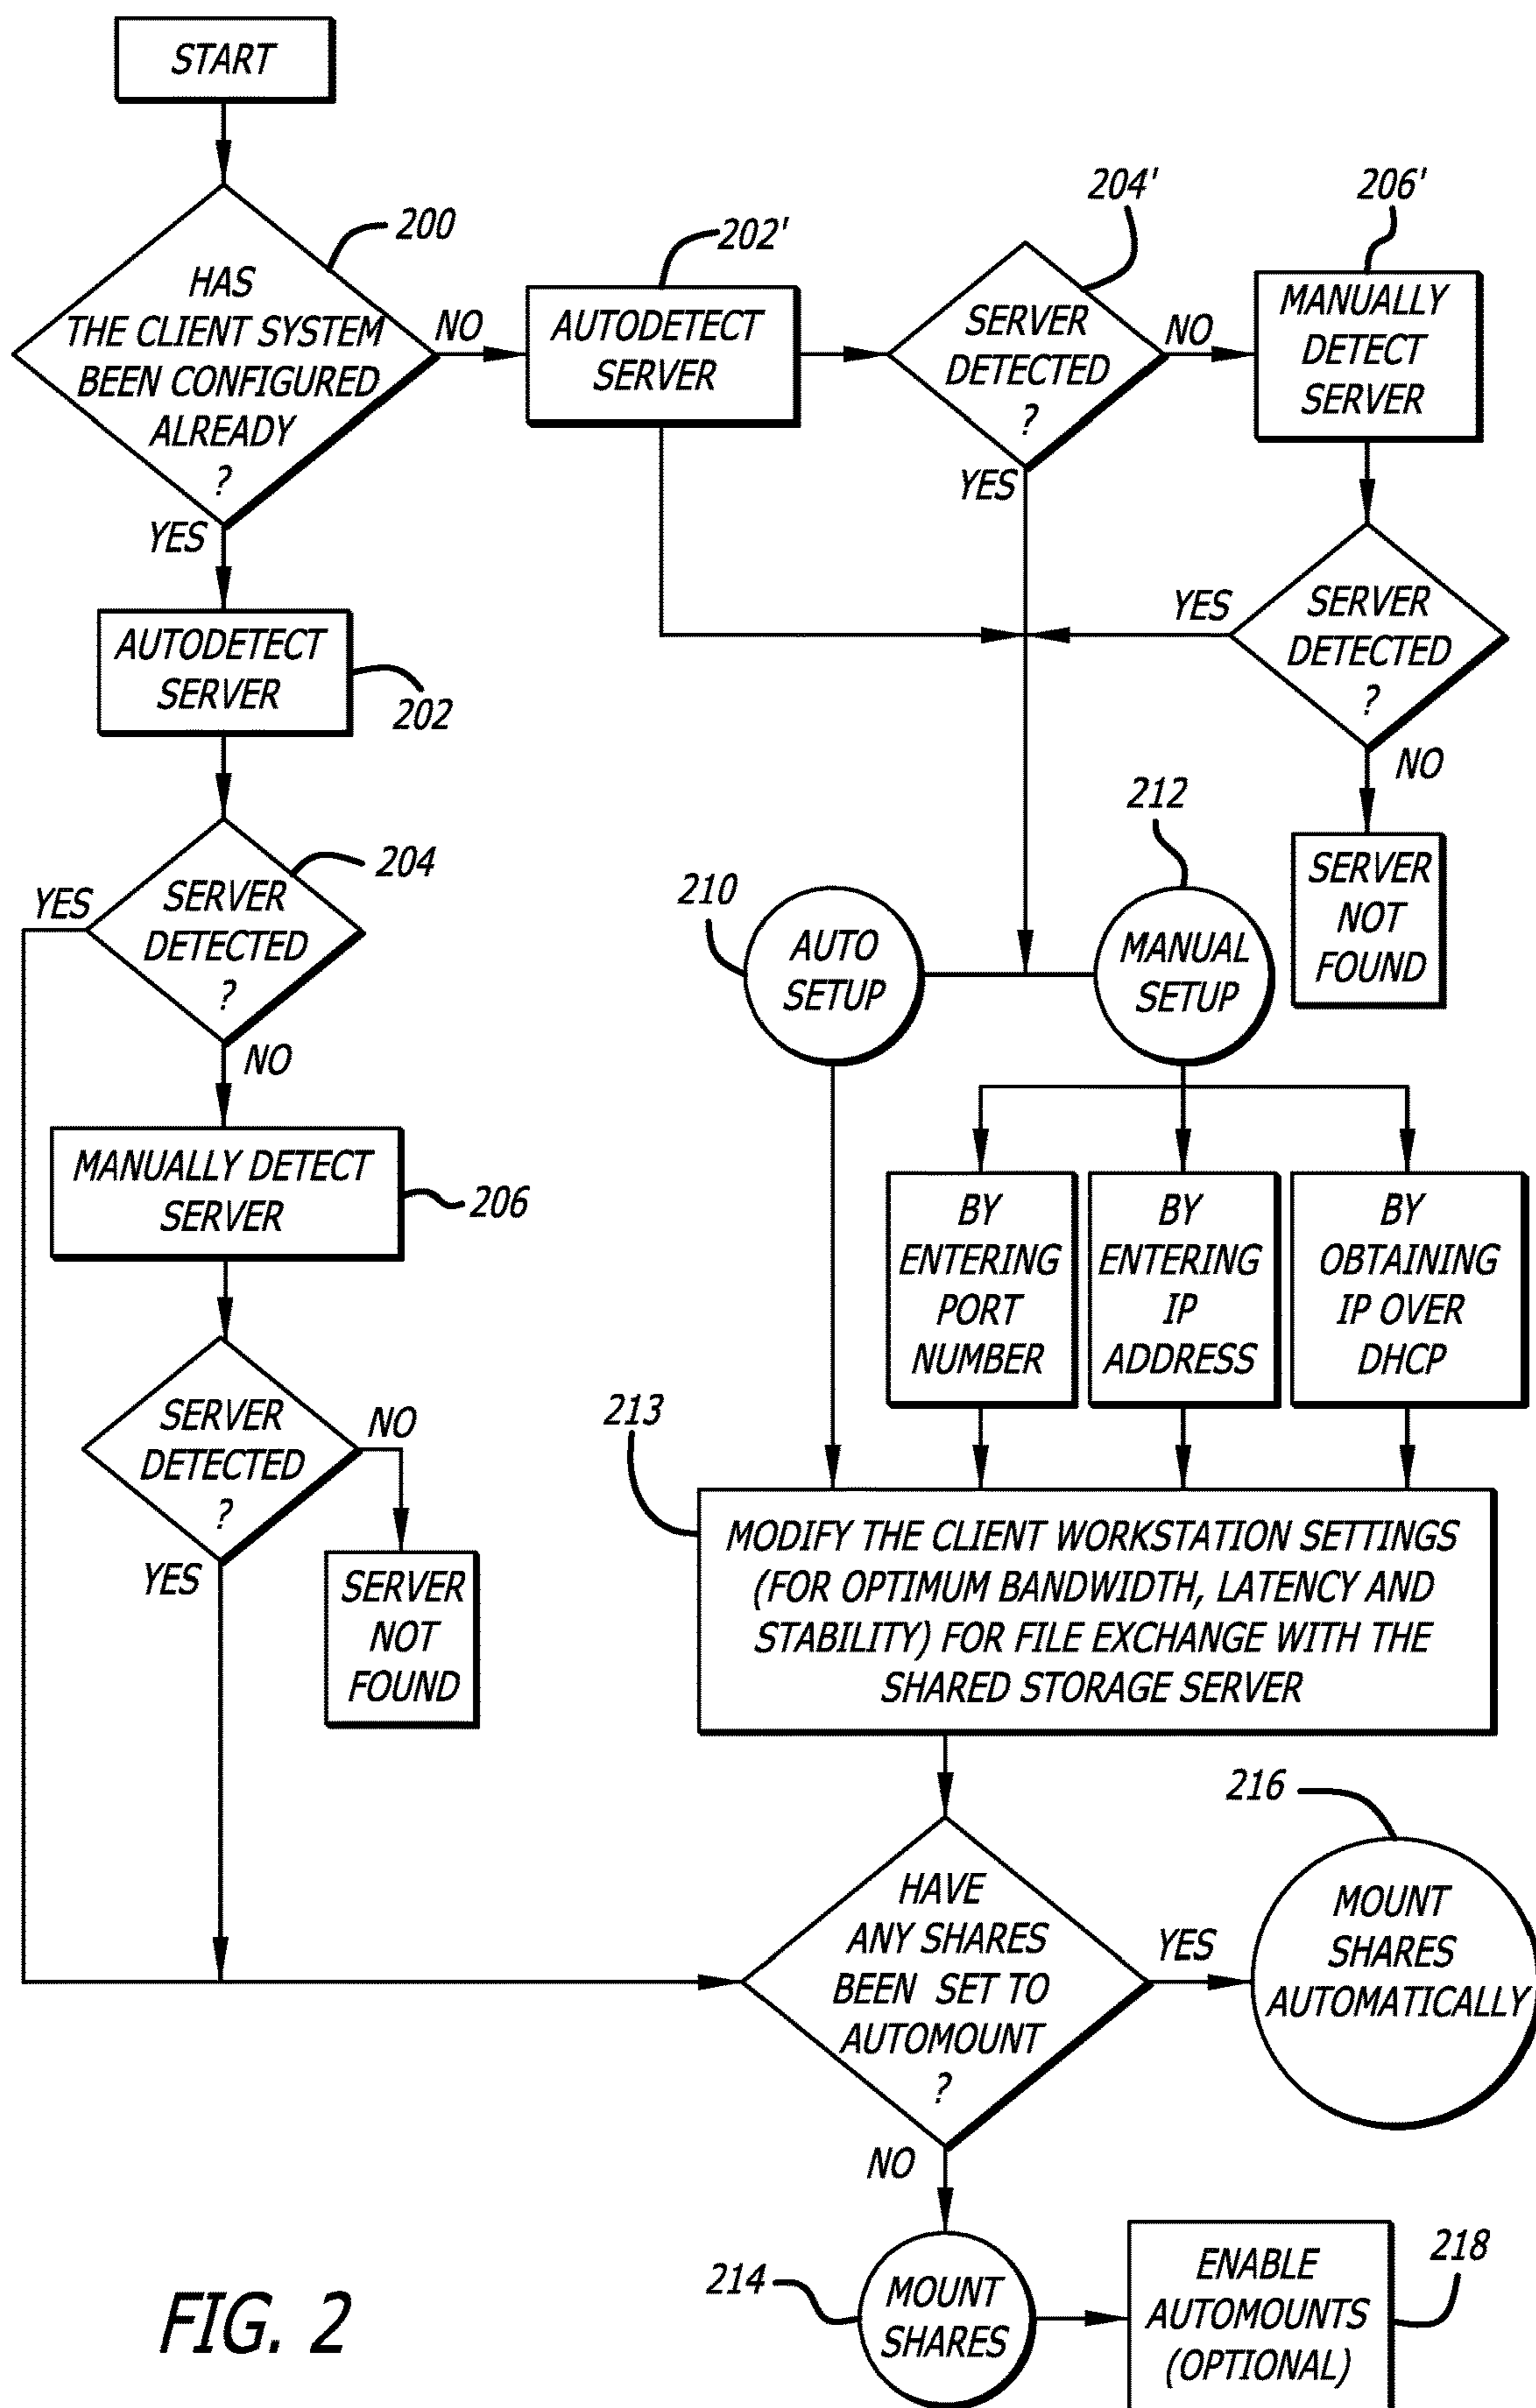 START
200
HAS
THE CLIENT SYSTEM
BEEN CONFIGURED
ALREADY
?
NO
YES
202'
AUTODETECT
SERVER
204'
SERVER
DETECTED
?
NO
YES
206'
MANUALLY
DETECT
SERVER
SERVER
DETECTED
?
YES
NO
SERVER
NOT
FOUND
AUTODETECT
SERVER
202
204
SERVER
DETECTED
?
YES
NO
MANUALLY DETECT
SERVER
206
SERVER
DETECTED
?
NO
YES
SERVER
NOT
FOUND
210
AUTO
SETUP
212
MANUAL
SETUP
BY
ENTERING
PORT
NUMBER
BY
ENTERING
IP
ADDRESS
BY
OBTAINING
IP OVER
DHCP
213
MODIFY THE CLIENT WORKSTATION SETTINGS
(FOR OPTIMUM BANDWIDTH, LATENCY AND
STABILITY) FOR FILE EXCHANGE WITH THE
SHARED STORAGE SERVER
HAVE
ANY SHARES
BEEN SET TO
AUTOMOUNT
?
YES
NO
216
MOUNT
SHARES
AUTOMATICALLY
214
MOUNT
SHARES
218
ENABLE
AUTOMOUNTS
(OPTIONAL)
FIG. 2